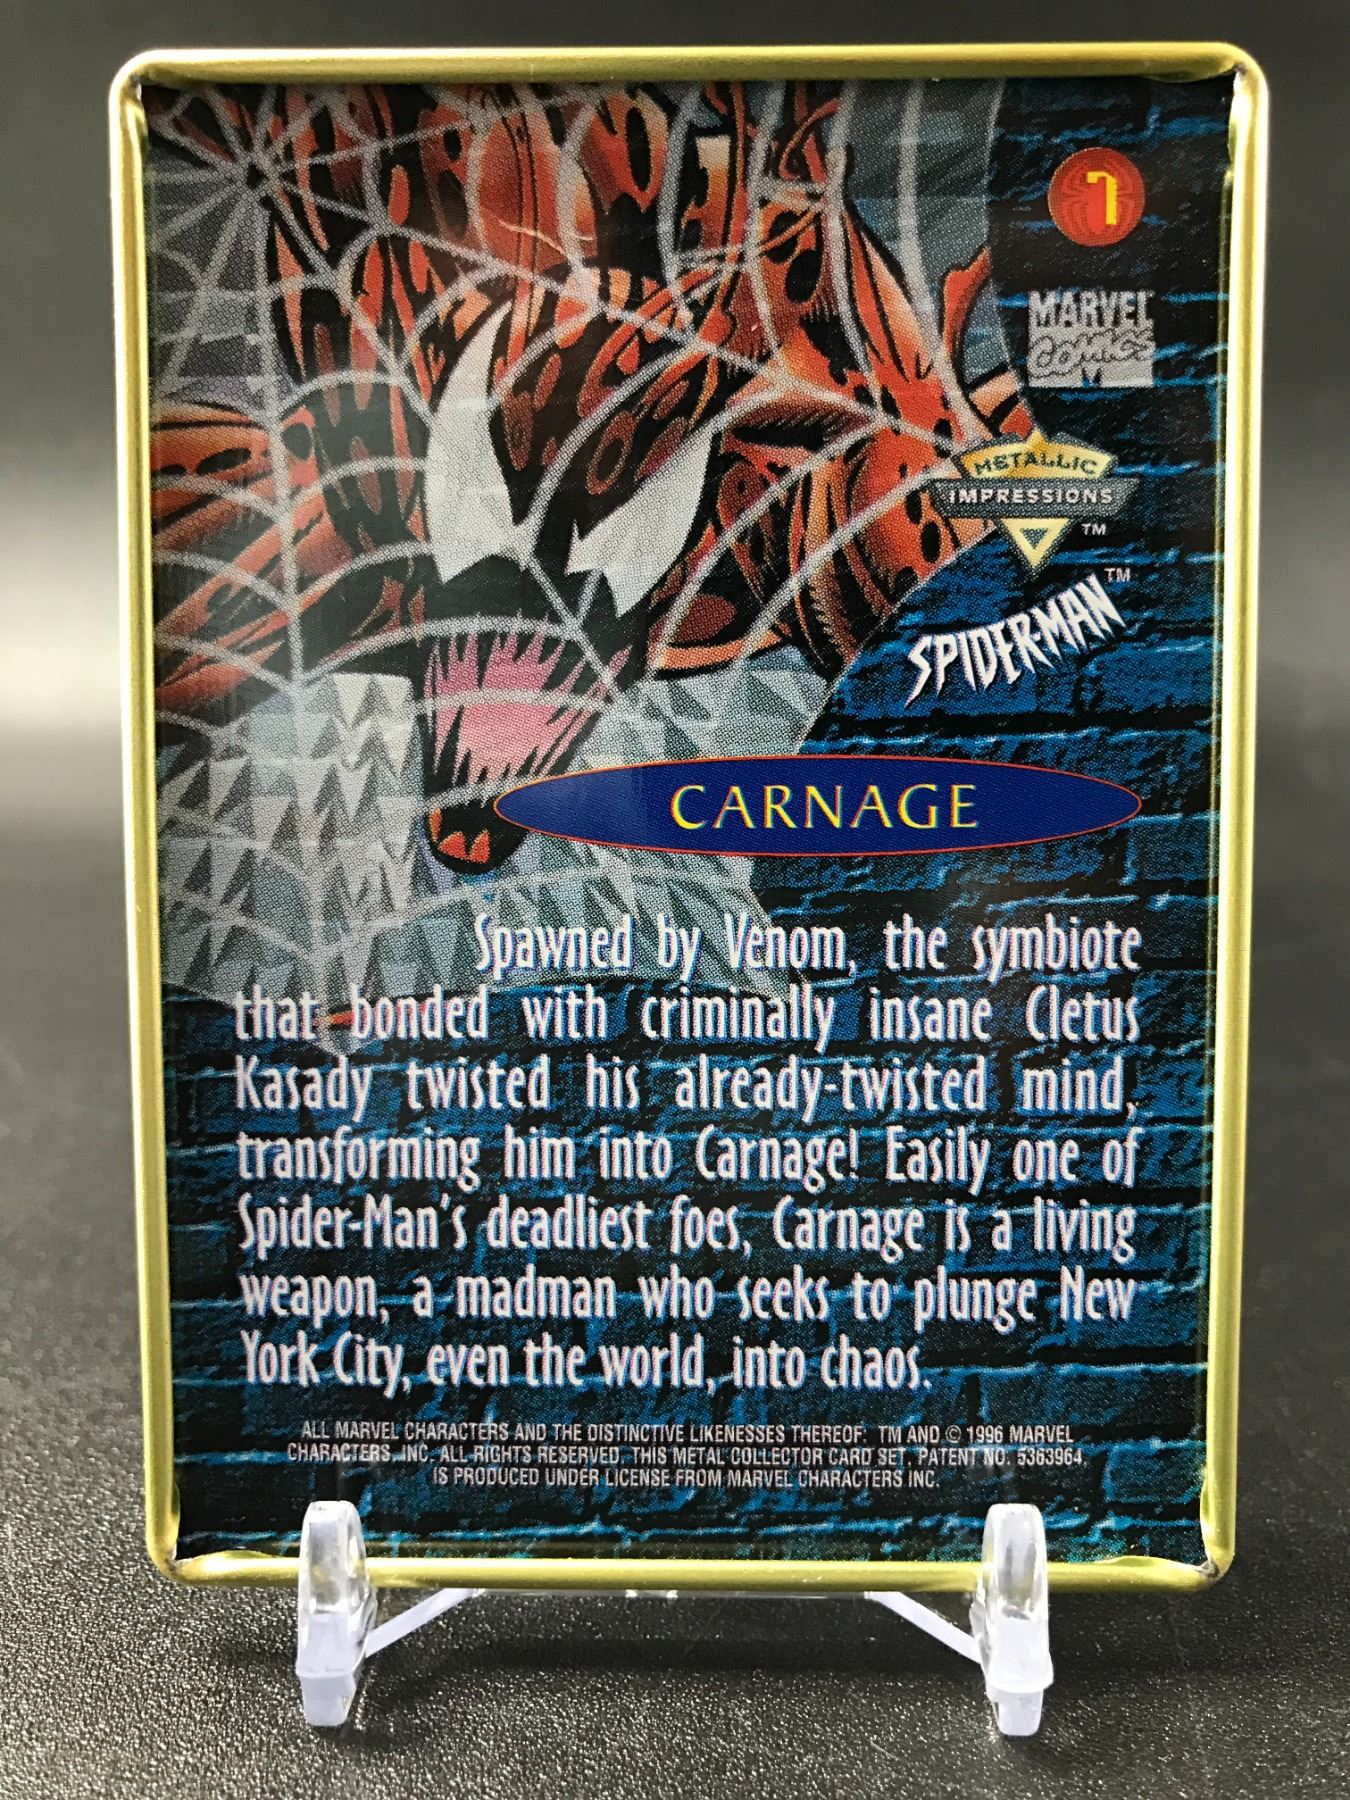 7
MARVEL
COMICS
METALLIC
IMPRESSIONS
TM
SPIDER-MAN TM
CARNAGE
Spawned by Venom, the symbiote
that bonded with criminally insane Cletus
Kasady twisted his already-twisted mind,
transforming him into Carnage! Easily one of
Spider-Man's deadliest foes, Carnage is a living
weapon, a madman who seeks to plunge New
York City, even the world, into chaos.
ALL MARVEL CHARACTERS AND THE DISTINCTIVE LIKENESSES THEREOF: TM AND © 1996 MARVEL
CHARACTERS, INC. ALL RIGHTS RESERVED. THIS METAL COLLECTOR CARD SET, PATENT NO. 5363964,
IS PRODUCED UNDER LICENSE FROM MARVEL CHARACTERS INC.